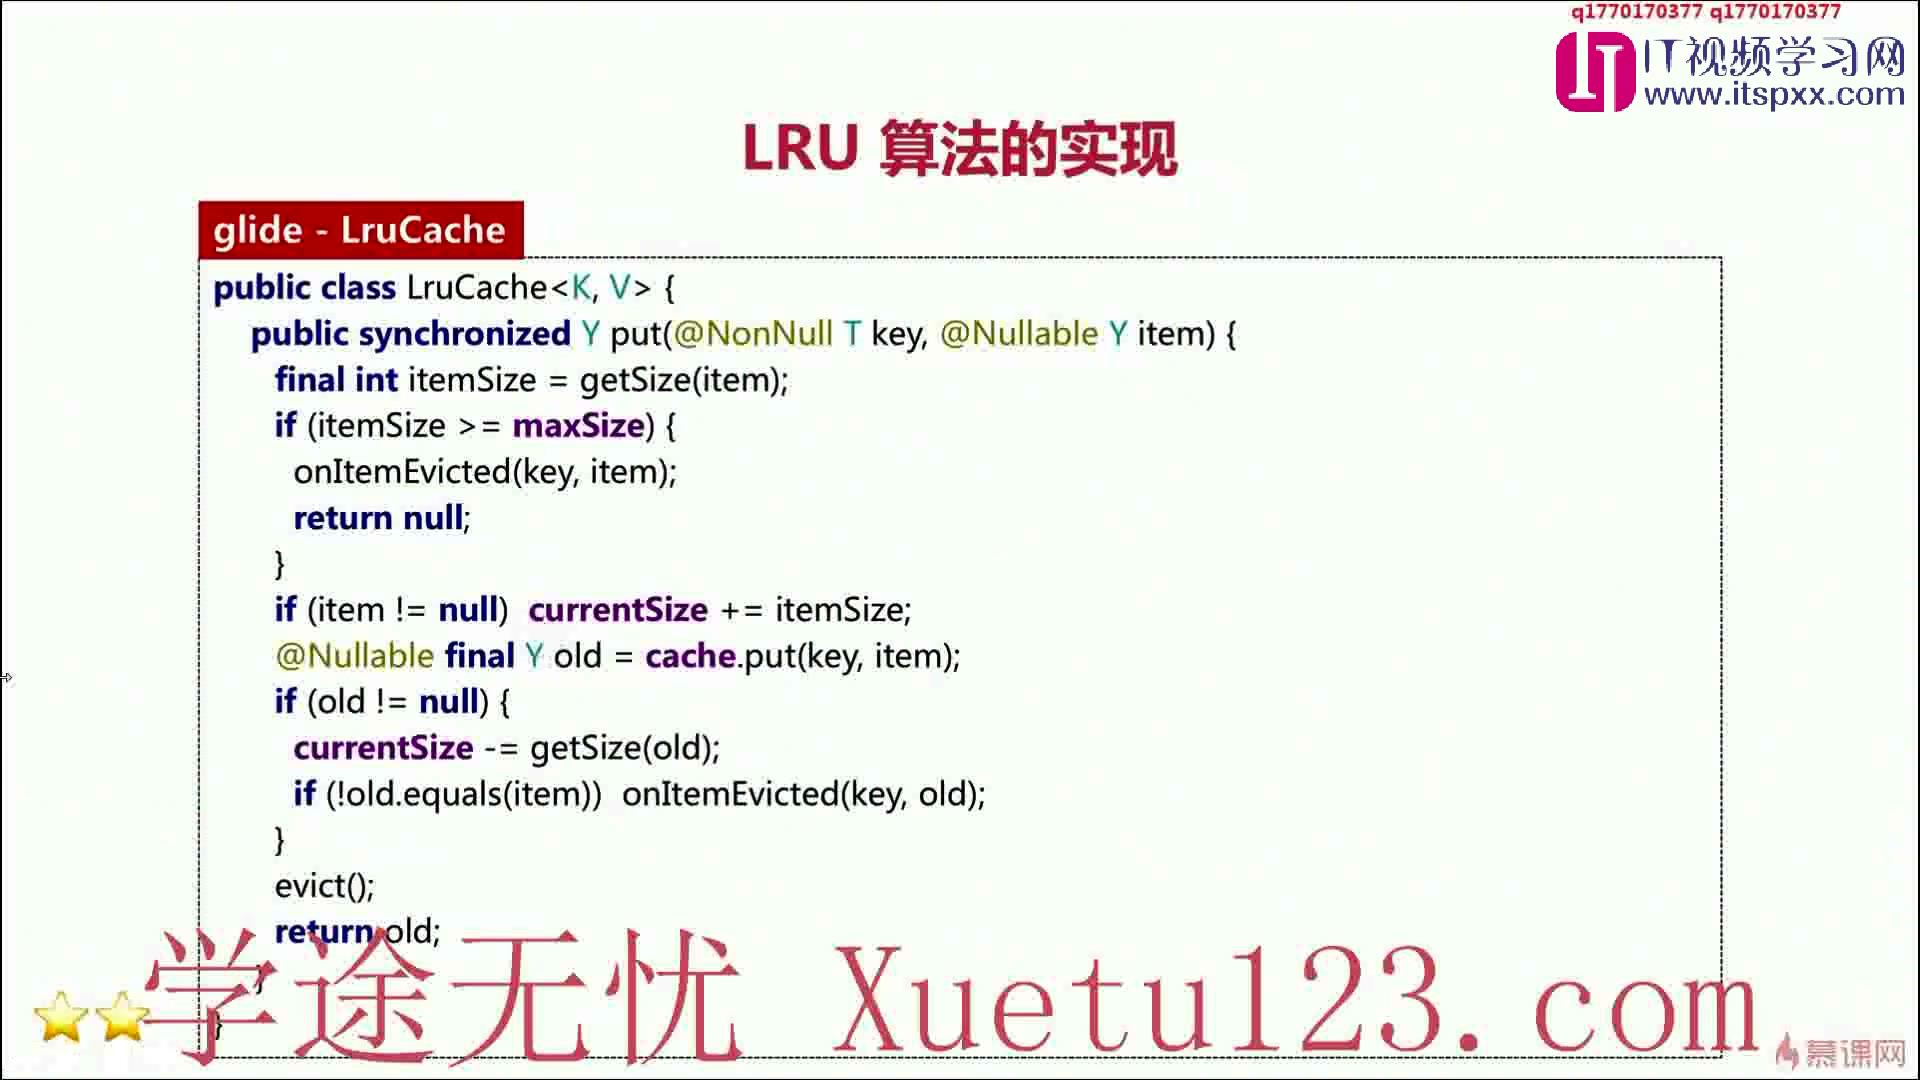 q1770170377 q1770170377
IT视频学习网
www.itspxx.com
LRU 算法的实现
glide - LruCache
public class LruCache<K, V> {
public synchronized Y put(@NonNull T key, @Nullable Y item) {
final int itemSize = getSize(item);
if (itemSize >= maxSize) {
onItemEvicted(key, item);
return null;
}
if (item != null)  currentSize += itemSize;
@Nullable final Y old = cache.put(key, item);
if (old != null) {
currentSize -= getSize(old);
if (!old.equals(item))  onItemEvicted(key, old);
}
evict();
return old;
}
}
学途无忧 Xuetu123.com
慕课网